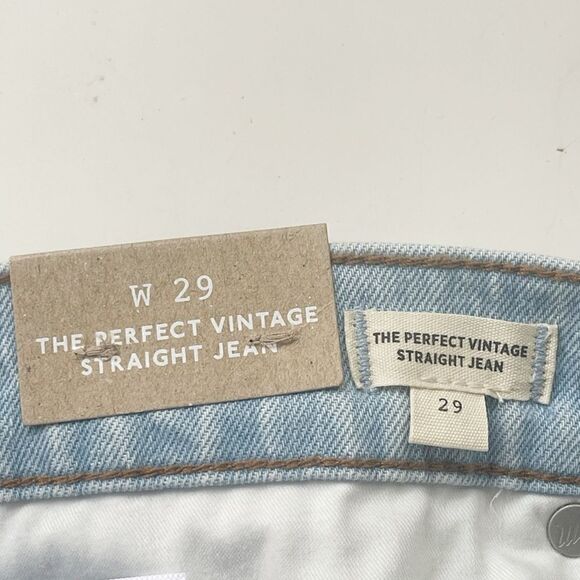 W 29
THE PERFECT VINTAGE
STRAIGHT JEAN
THE PERFECT VINTAGE
STRAIGHT JEAN
29